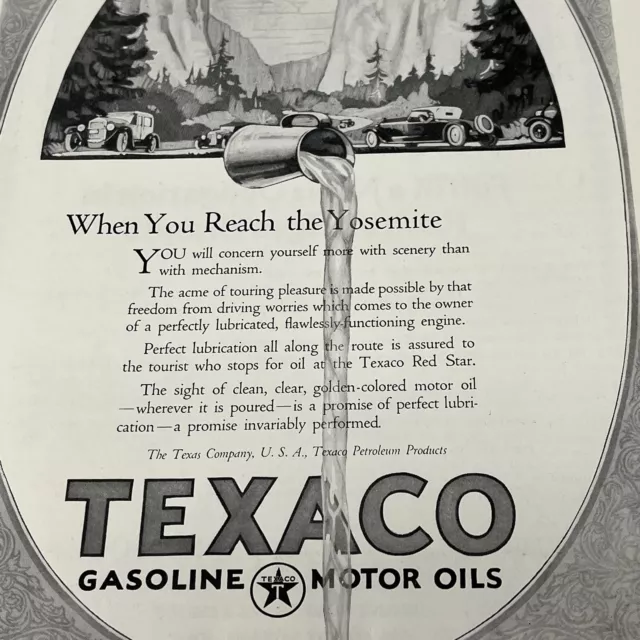 When You Reach the Yosemite
YOU will concern yourself more with scenery than
with mechanism.
The acme of touring pleasure is made possible by that
freedom from driving worries which comes to the owner
of a perfectly lubricated, flawlessly-functioning engine.
Perfect lubrication all along the route is assured to
the tourist who stops for oil at the Texaco Red Star.
The sight of clean, clear, golden-colored motor oil
—wherever it is poured—is a promise of perfect lubri-
cation—a promise invariably performed.
The Texas Company, U. S. A., Texaco Petroleum Products
TEXACO
GASOLINE TEXACO T MOTOR OILS